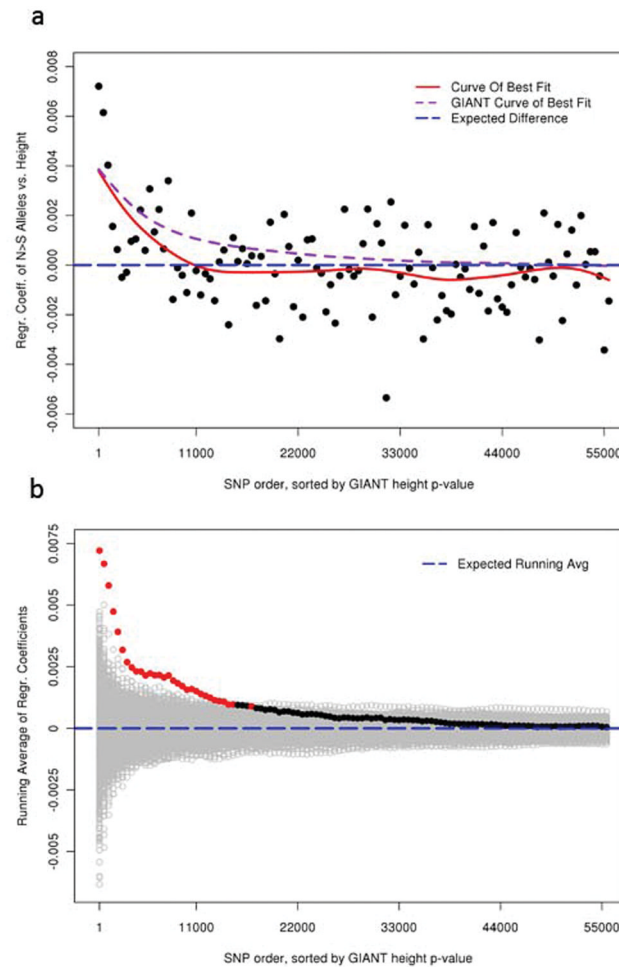 a
0.008
0.006
0.004
0.002
0.000
-0.002
-0.004
-0.006
Regr. Coeff. of N>S Alleles vs. Height
Curve Of Best Fit
GIANT Curve of Best Fit
Expected Difference
1 11000 22000 33000 44000 55000
SNP order, sorted by GIANT height p-value
b
0.0075
0.005
0.0025
0
-0.0025
-0.005
Running Average of Regr. Coefficients
Expected Running Avg
1 11000 22000 33000 44000 55000
SNP order, sorted by GIANT height p-value